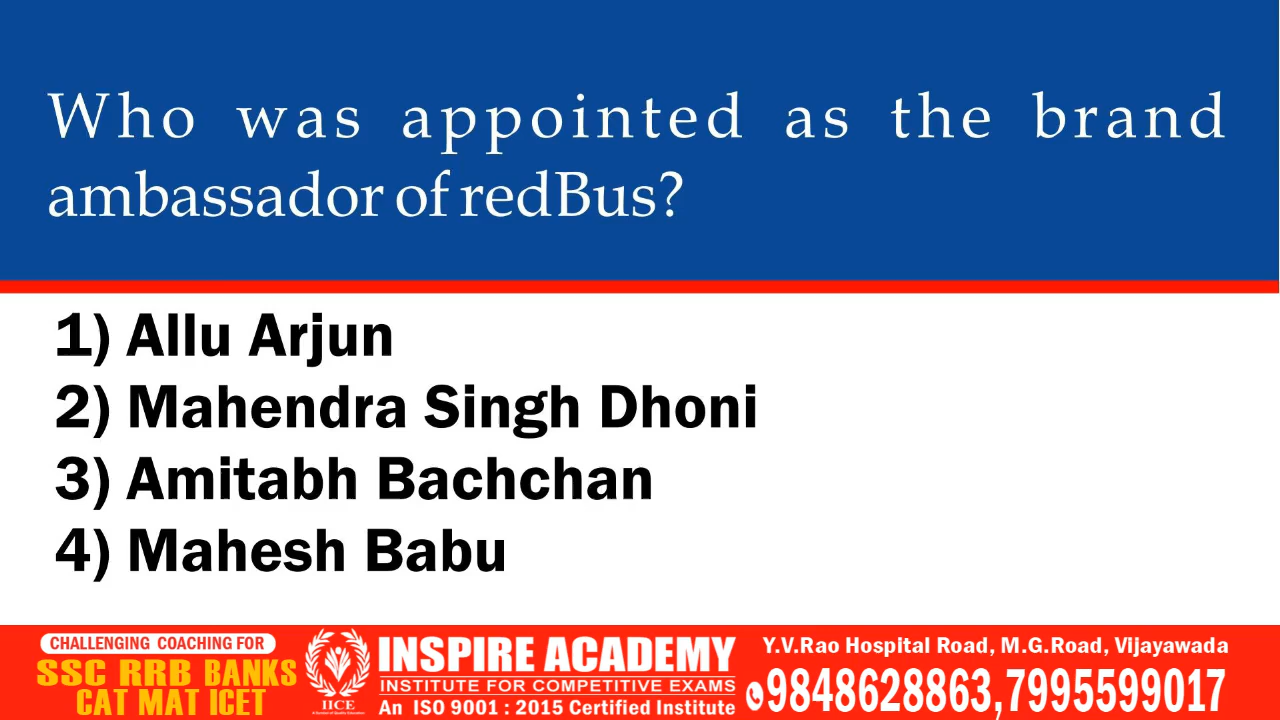 Who was appointed as the brand
ambassador of redBus?
1) Allu Arjun
2) Mahendra Singh Dhoni
3) Amitabh Bachchan
4) Mahesh Babu
CHALLENGING COACHING FOR
SSC RRB BANKS
CAT MAT ICET
IICE
INSPIRE ACADEMY
INSTITUTE FOR COMPETITIVE EXAMS
An ISO 9001 : 2015 Certified Institute
Y.V.Rao Hospital Road, M.G.Road, Vijayawada
9848628863,7995599017